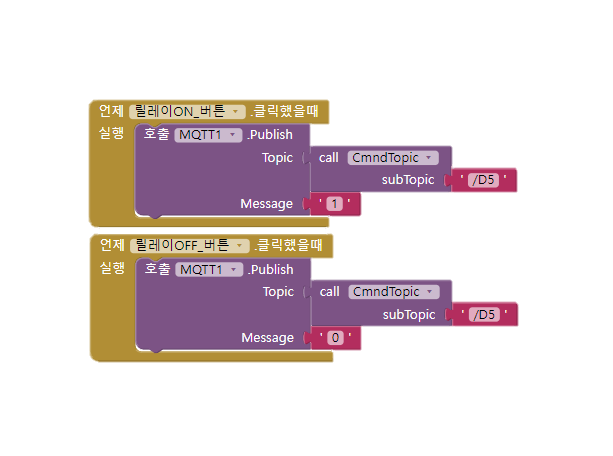 언제 릴레이ON_버튼 .클릭했을때
실행 호출 MQTT1 .Publish
Topic call CmndTopic
subTopic " /D5 "
Message " 1 "
언제 릴레이OFF_버튼 .클릭했을때
실행 호출 MQTT1 .Publish
Topic call CmndTopic
subTopic " /D5 "
Message " 0 "